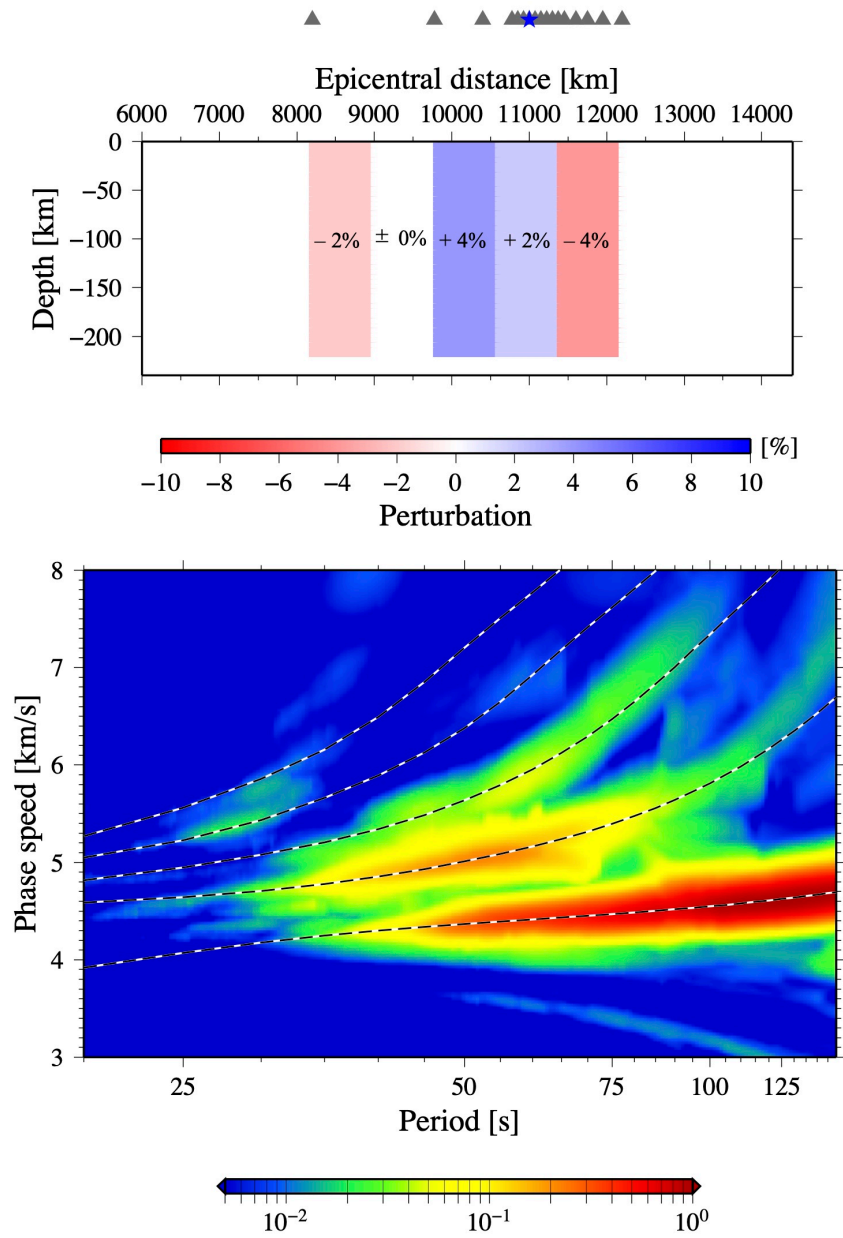 Epicentral distance [km]
6000 7000 8000 9000 10000 11000 12000 13000 14000
0
−50
−100
−150
−200
Depth [km]
− 2% ± 0% + 4% + 2% − 4%
[%]
−10 −8 −6 −4 −2 0 2 4 6 8 10
Perturbation
8
7
6
5
4
3
Phase speed [km/s]
25 50 75 100 125
Period [s]
10−2 10−1 100